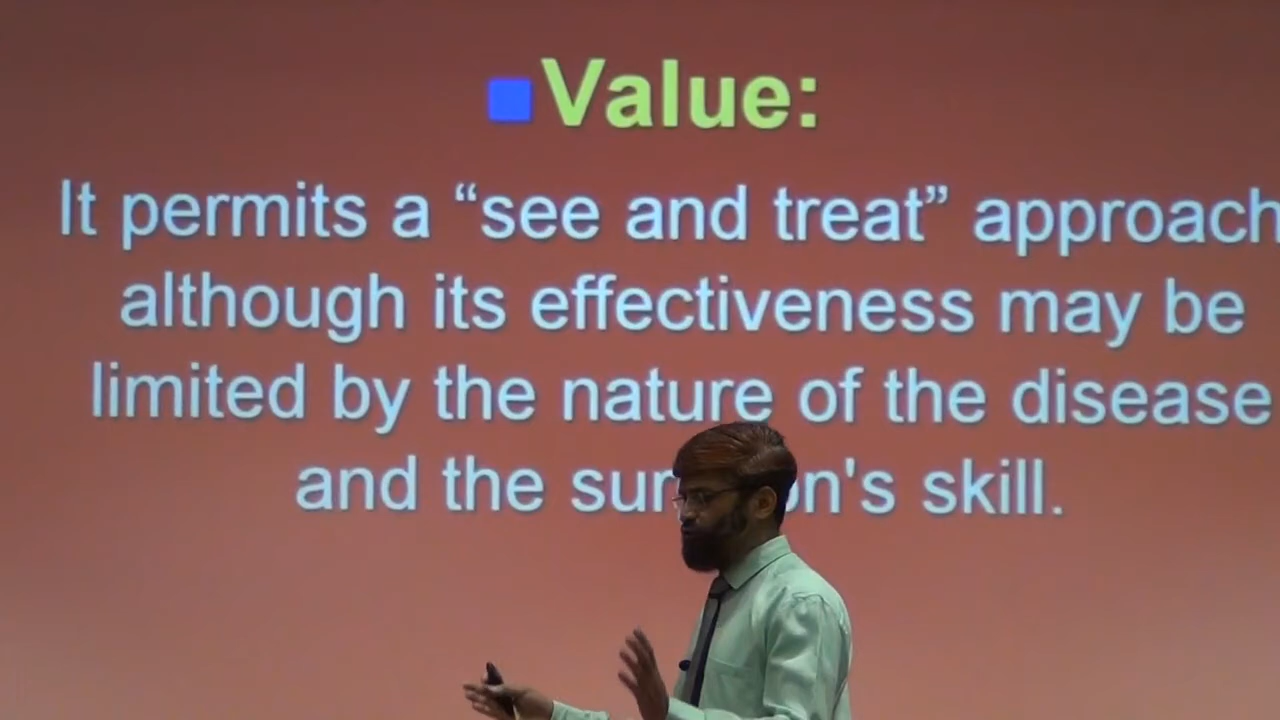 Value:
It permits a “see and treat” approach
although its effectiveness may be
limited by the nature of the disease
and the skill.